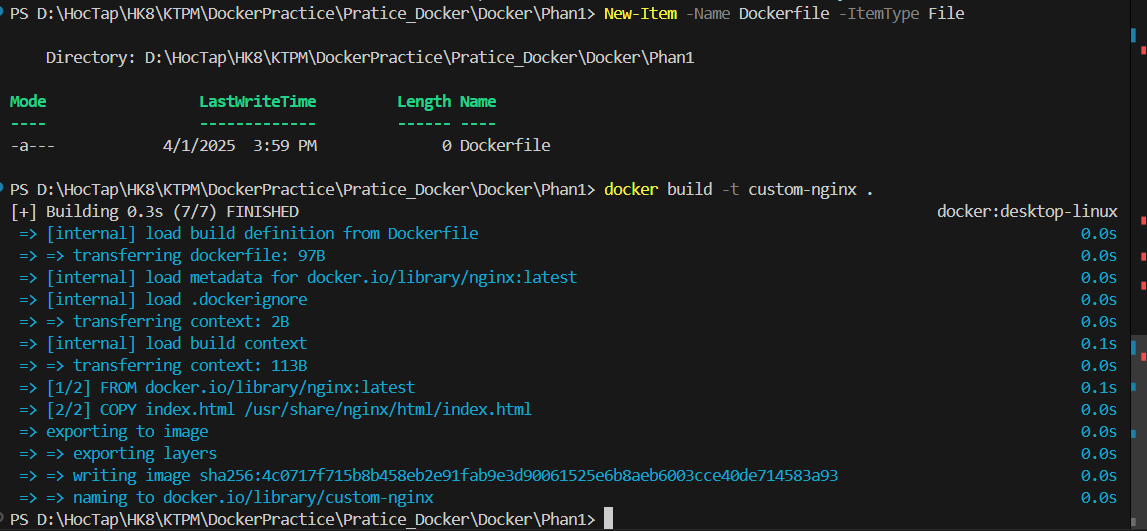 PS D:\HocTap\HK8\KTPM\DockerPractice\Pratice_Docker\Docker\Phan1> New-Item -Name Dockerfile -ItemType File
Directory: D:\HocTap\HK8\KTPM\DockerPractice\Pratice_Docker\Docker\Phan1
Mode LastWriteTime Length Name
---- ------------- ------ ----
-a--- 4/1/2025 3:59 PM 0 Dockerfile
PS D:\HocTap\HK8\KTPM\DockerPractice\Pratice_Docker\Docker\Phan1> docker build -t custom-nginx .
[+] Building 0.3s (7/7) FINISHED docker:desktop-linux
=> [internal] load build definition from Dockerfile 0.0s
=> => transferring dockerfile: 97B 0.0s
=> [internal] load metadata for docker.io/library/nginx:latest 0.0s
=> [internal] load .dockerignore 0.0s
=> => transferring context: 2B 0.0s
=> [internal] load build context 0.1s
=> => transferring context: 113B 0.0s
=> [1/2] FROM docker.io/library/nginx:latest 0.1s
=> [2/2] COPY index.html /usr/share/nginx/html/index.html 0.0s
=> exporting to image 0.0s
=> => exporting layers 0.0s
=> => writing image sha256:4c0717f715b8b458eb2e91fab9e3d90061525e6b8aeb6003cce40de714583a93 0.0s
=> => naming to docker.io/library/custom-nginx 0.0s
PS D:\HocTap\HK8\KTPM\DockerPractice\Pratice_Docker\Docker\Phan1>